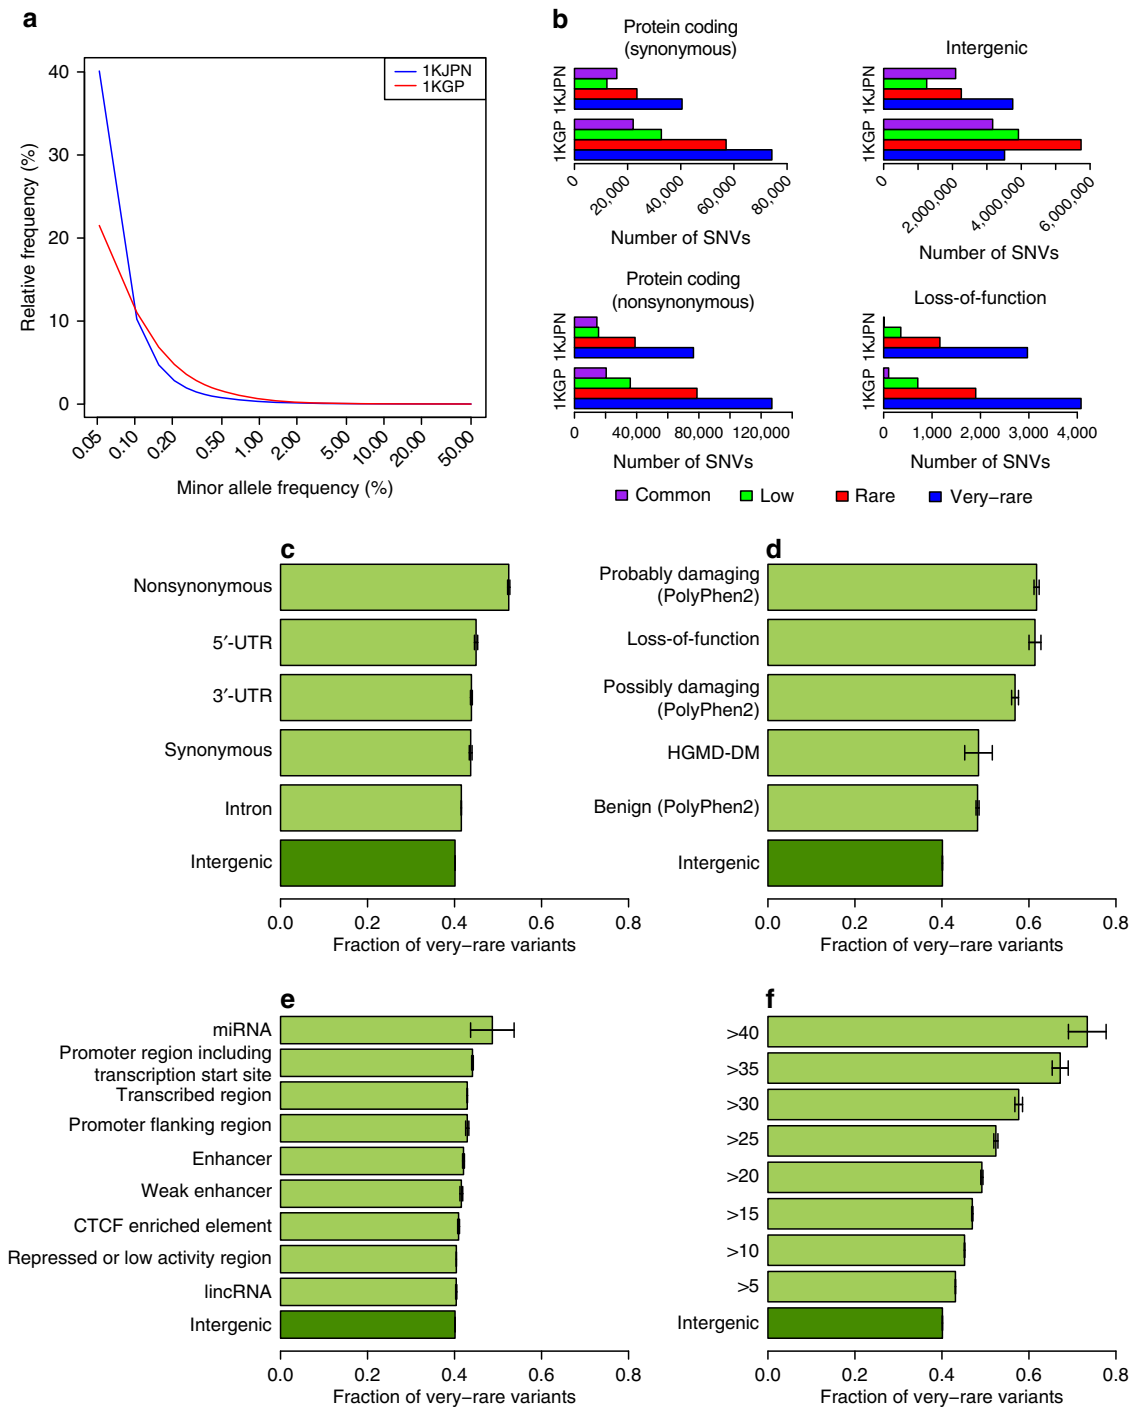 a
1KJPN
1KGP
40
30
20
10
0
Relative frequency (%)
0.05 0.10 0.20 0.50 1.00 2.00 5.00 10.00 20.00 50.00
Minor allele frequency (%)
b
Protein coding
(synonymous)
1KJPN
1KGP
0 20,000 40,000 60,000 80,000
Number of SNVs
Intergenic
1KJPN
1KGP
0 2,000,000 4,000,000 6,000,000
Number of SNVs
Protein coding
(nonsynonymous)
1KJPN
1KGP
0 40,000 80,000 120,000
Number of SNVs
Loss-of-function
1KJPN
1KGP
0 1,000 2,000 3,000 4,000
Number of SNVs
Common Low Rare Very−rare
c
Nonsynonymous
5′-UTR
3′-UTR
Synonymous
Intron
Intergenic
0.0 0.2 0.4 0.6 0.8
Fraction of very−rare variants
d
Probably damaging
(PolyPhen2)
Loss-of-function
Possibly damaging
(PolyPhen2)
HGMD-DM
Benign (PolyPhen2)
Intergenic
0.0 0.2 0.4 0.6 0.8
Fraction of very−rare variants
e
miRNA
Promoter region including
transcription start site
Transcribed region
Promoter flanking region
Enhancer
Weak enhancer
CTCF enriched element
Repressed or low activity region
lincRNA
Intergenic
0.0 0.2 0.4 0.6 0.8
Fraction of very−rare variants
f
>40
>35
>30
>25
>20
>15
>10
>5
Intergenic
0.0 0.2 0.4 0.6 0.8
Fraction of very−rare variants